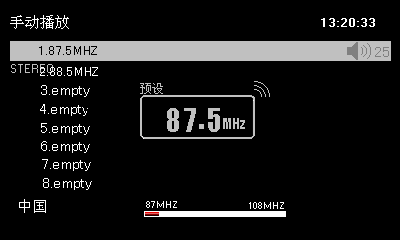 手动播放 13:20:33
1.87.5MHZ 25
STEREO
2.88.5MHZ
3.empty
预设
4.empty
87.5MHz
5.empty
6.empty
7.empty
8.empty
中国
87MHZ 108MHZ